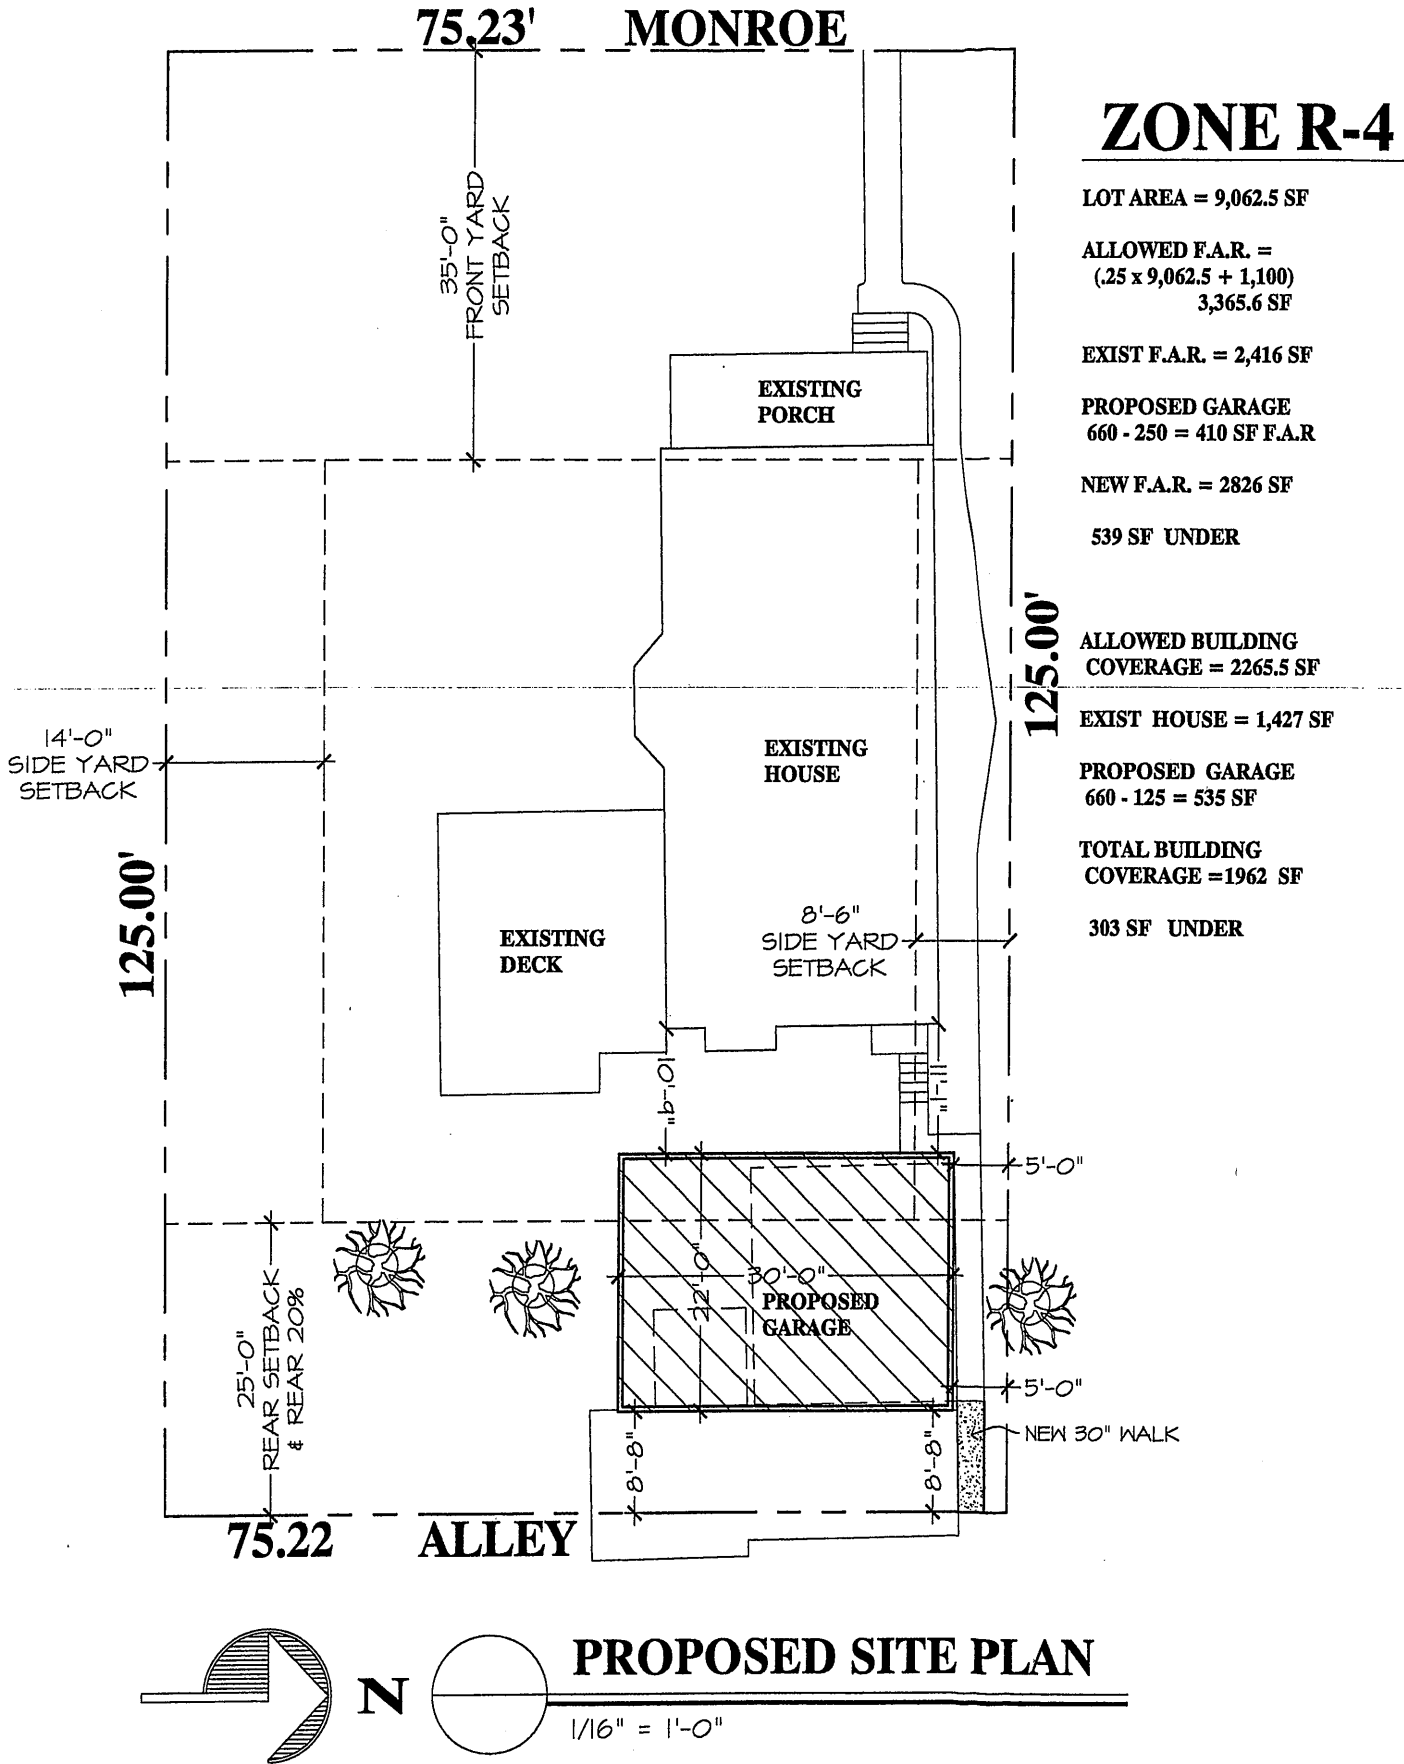 75.23' MONROE
ZONE R-4
LOT AREA = 9,062.5 SF
ALLOWED F.A.R. =
(.25 x 9,062.5 + 1,100)
3,365.6 SF
EXIST F.A.R. = 2,416 SF
PROPOSED GARAGE
660 - 250 = 410 SF F.A.R
NEW F.A.R. = 2826 SF
539 SF UNDER
ALLOWED BUILDING
COVERAGE = 2265.5 SF
EXIST HOUSE = 1,427 SF
PROPOSED GARAGE
660 - 125 = 535 SF
TOTAL BUILDING
COVERAGE =1962 SF
303 SF UNDER
35'-0"
FRONT YARD
SETBACK
EXISTING
PORCH
125.00'
14'-0"
SIDE YARD
SETBACK
EXISTING
HOUSE
125.00'
EXISTING
DECK
8'-6"
SIDE YARD
SETBACK
10'-9"
11'-1"
5'-0"
22'-0"
30'-0"
PROPOSED
GARAGE
25'-0"
REAR SETBACK
& REAR 20%
5'-0"
8'-8"
8'-8"
NEW 30" WALK
75.22 ALLEY
N
PROPOSED SITE PLAN
1/16" = 1'-0"